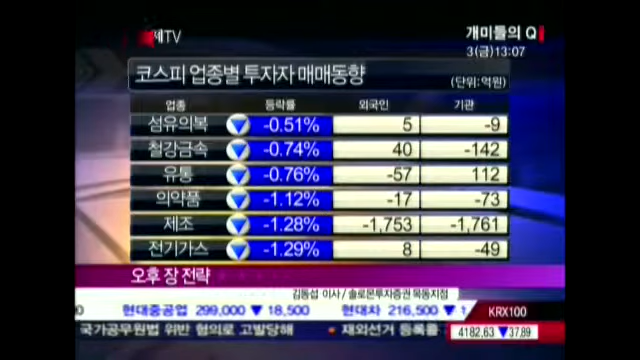 제TV
개미들의 Q
3(금)13:07
코스피 업종별 투자자 매매동향
(단위:억원)
업종 등락률 외국인 기관
섬유의복 ▼ -0.51% 5 -9
철강금속 ▼ -0.74% 40 -142
유통 ▼ -0.76% -57 112
의약품 ▼ -1.12% -17 -73
제조 ▼ -1.28% -1,753 -1,761
전기가스 ▼ -1.29% 8 -49
오후 장 전략
김동섭 이사/솔로몬투자증권 목동지점
현대중공업 299,000 ▼ 18,500 현대차 216,500 ▼ KRX100
국가공무원법 위반 혐의로 고발당해 재외선거 등록률 4182,63 ▼37,89